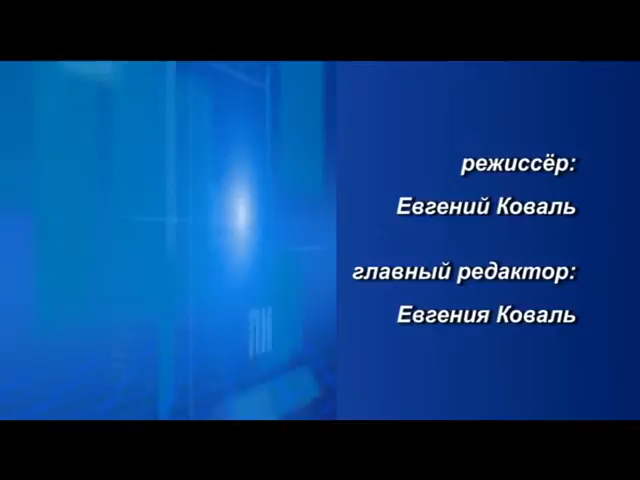 режиссёр:
Евгений Коваль
главный редактор:
Евгения Коваль